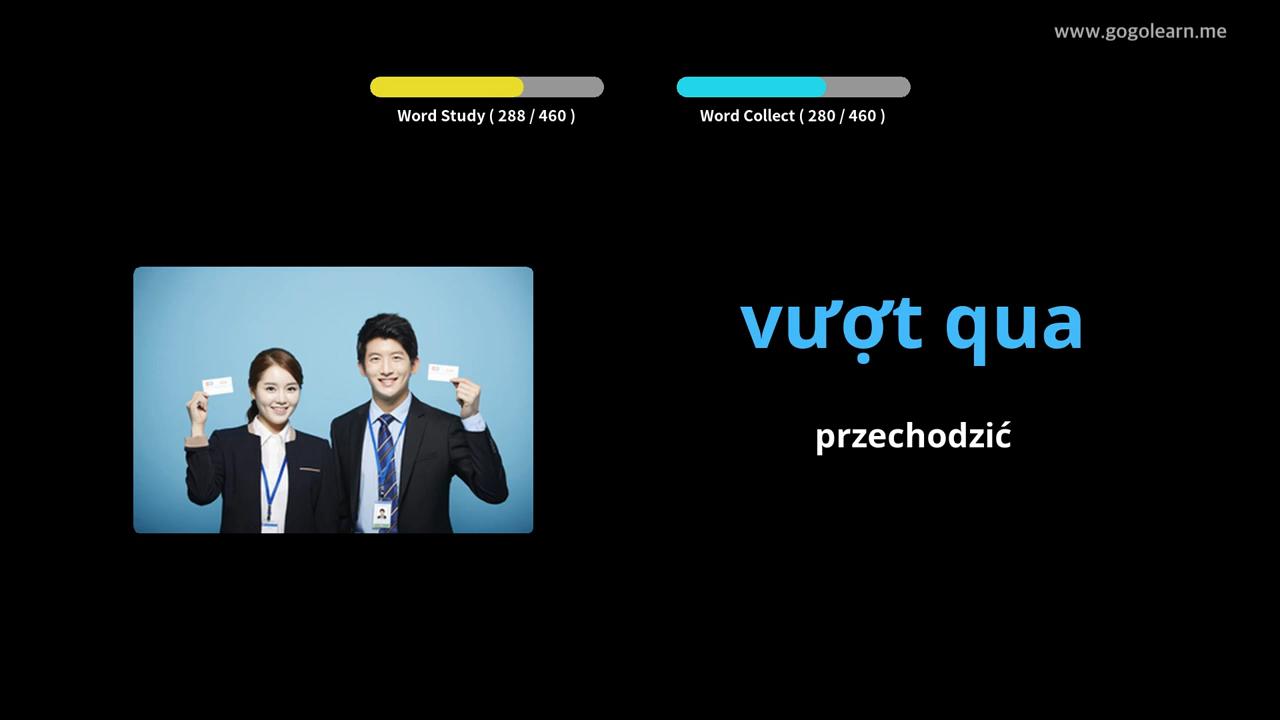 www.gogolearn.me
Word Study ( 288 / 460 )
Word Collect ( 280 / 460 )
vượt qua
przechodzić